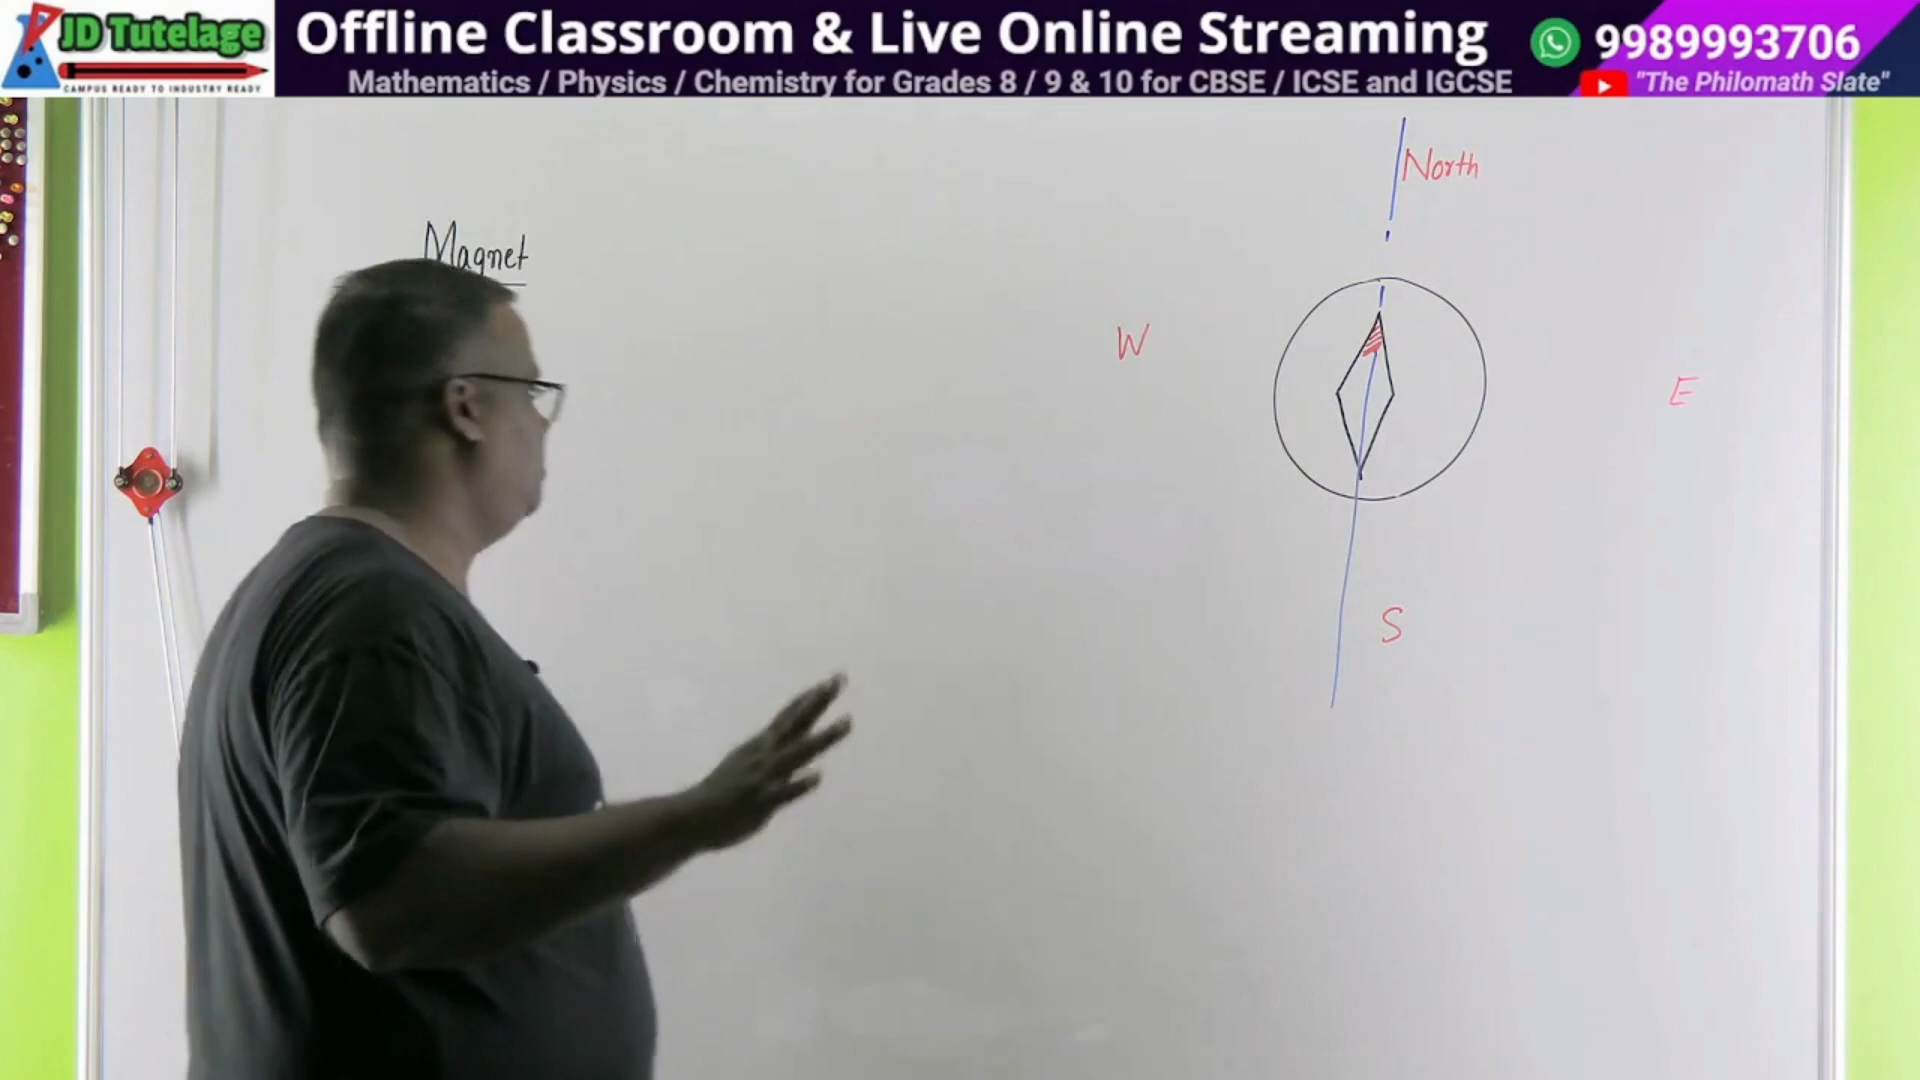 JD Tutelage
CAMPUS READY TO INDUSTRY READY
Offline Classroom & Live Online Streaming
9989993706
Mathematics / Physics / Chemistry for Grades 8 / 9 & 10 for CBSE / ICSE and IGCSE
"The Philomath Slate"
North
Magnet
W
E
S